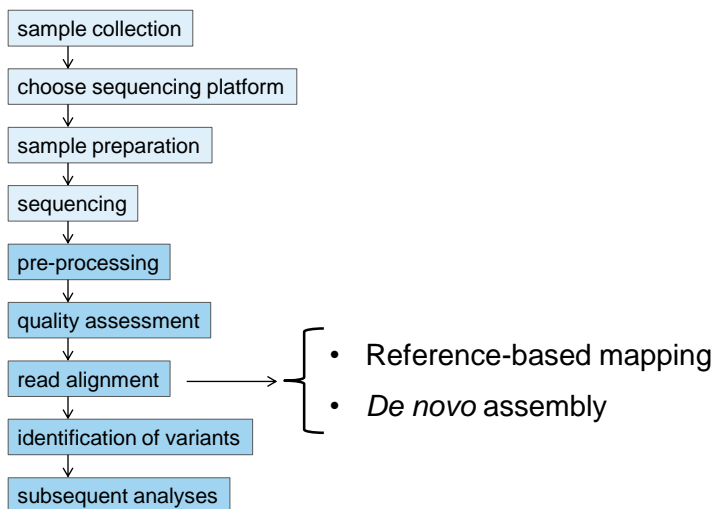 sample collection
choose sequencing platform
sample preparation
sequencing
pre-processing
quality assessment
read alignment
• Reference-based mapping
• De novo assembly
identification of variants
subsequent analyses